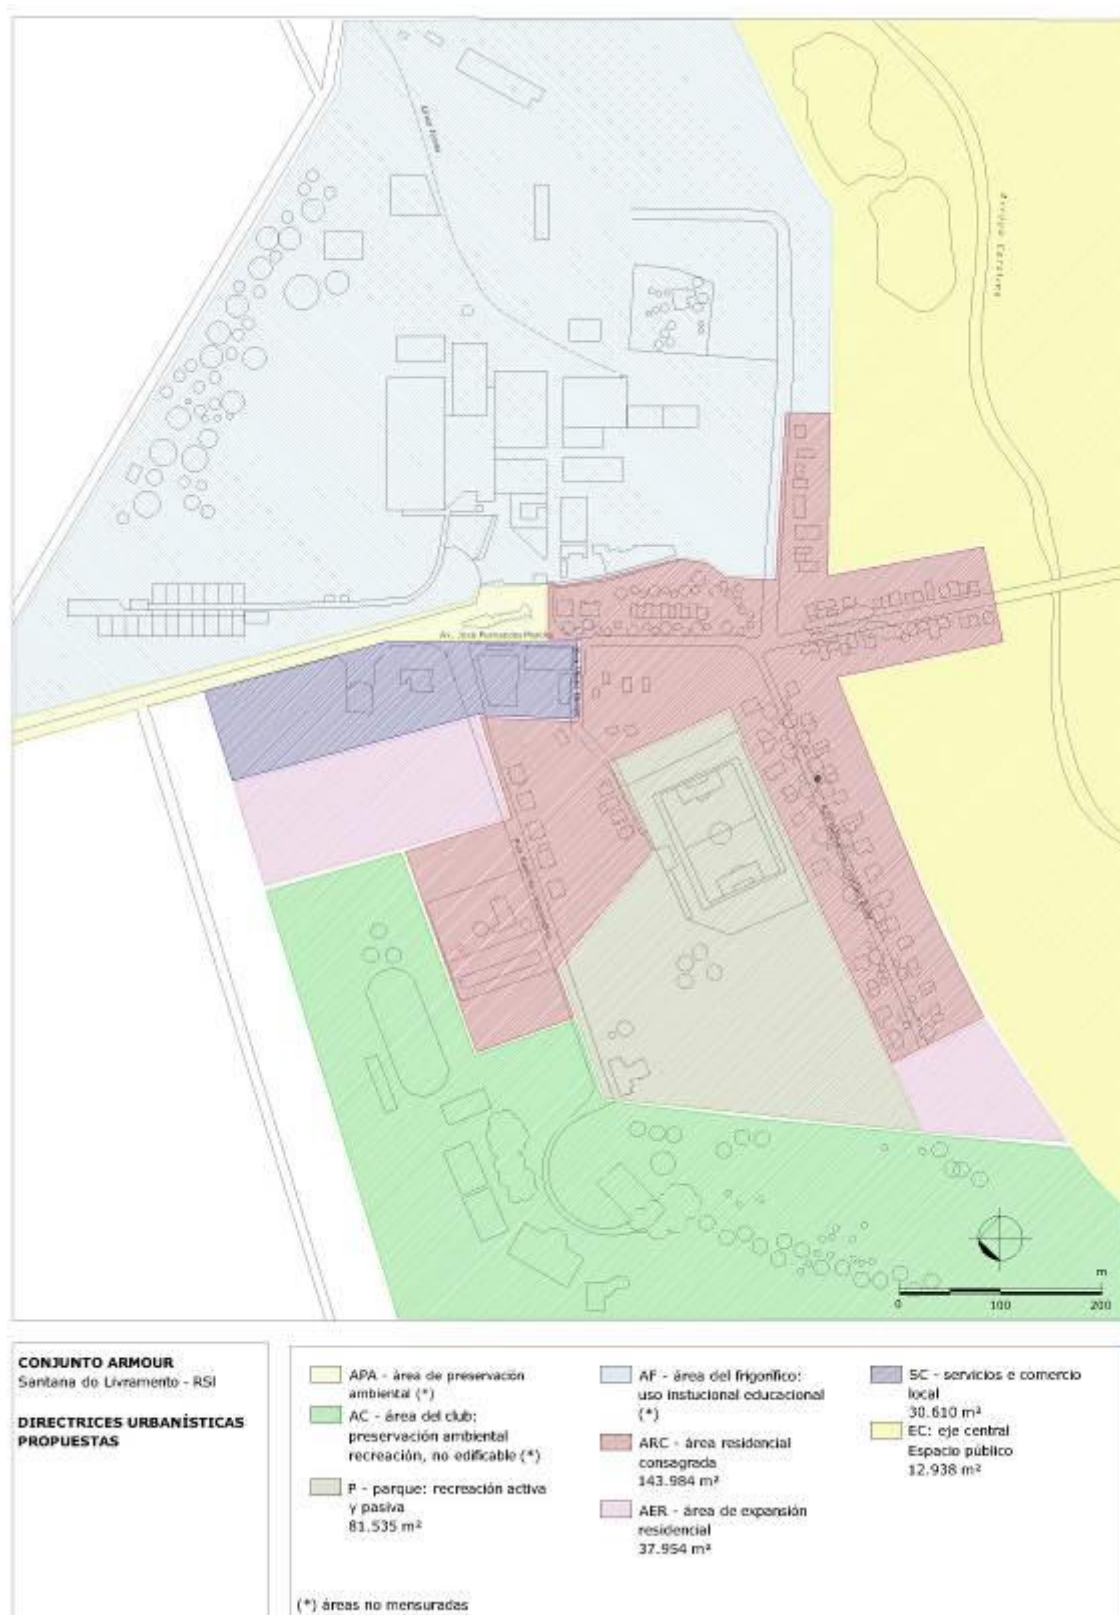 Av. José Fernandes
m
0 100 200
CONJUNTO ARMOUR
Santana do Livramento - RSI
DIRECTRICES URBANÍSTICAS
PROPUESTAS
APA - área de preservación
ambiental (*)
AC - área del club:
preservación ambiental
recreación, no edificable (*)
P - parque: recreación activa
y pasiva
81.535 m²
AF - área del frigorífico:
uso instucional educacional
(*)
ARC - área residencial
consagrada
143.984 m²
AER - área de expansión
residencial
37.954 m²
SC - servicios e comercio
local
30.610 m²
EC: eje central
Espacio público
12.938 m²
(*) áreas no mensuradas